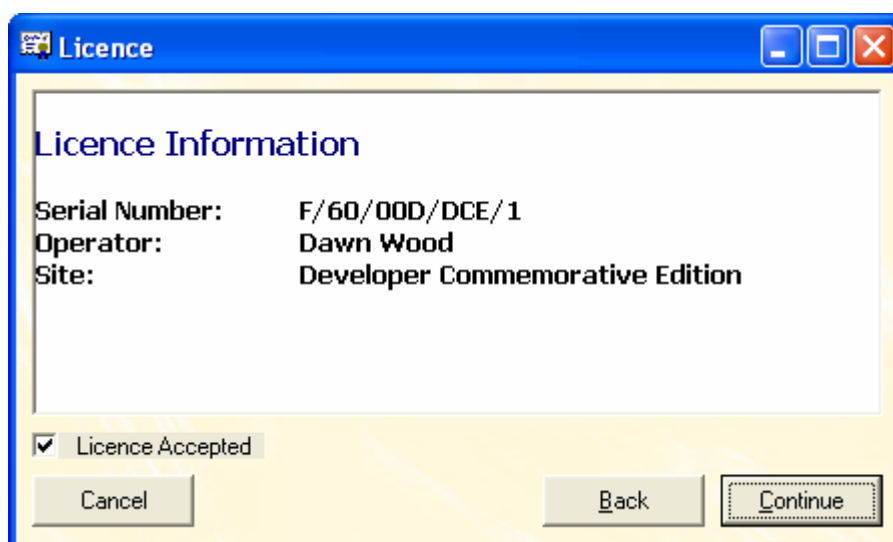 Licence
Licence Information
Serial Number: F/60/00D/DCE/1
Operator: Dawn Wood
Site: Developer Commemorative Edition
Licence Accepted
Cancel Back Continue